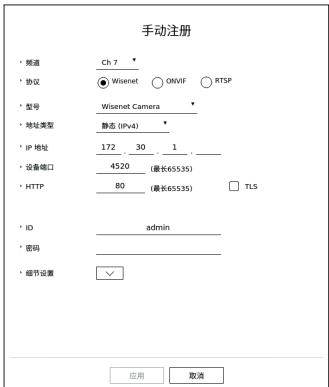 手动注册
频道 Ch 7
协议 Wisenet ONVIF RTSP
型号 Wisenet Camera
地址类型 静态 (IPv4)
IP 地址 172 . 30 . 1 .
设备端口 4520 (最长65535)
HTTP 80 (最长65535) TLS
ID admin
密码
细节设置
应用 取消